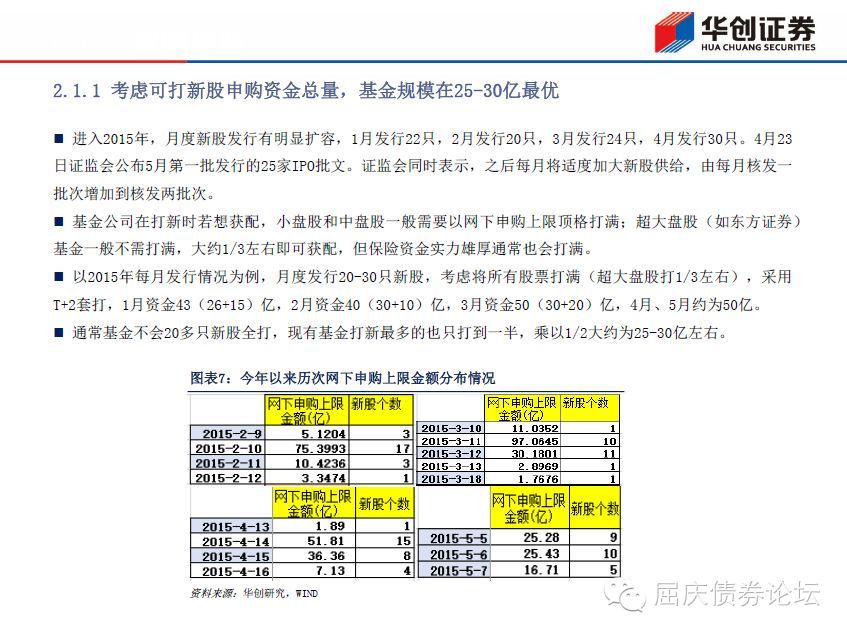 华创证券
HUA CHUANG SECURITIES
2.1.1 考虑可打新股申购资金总量，基金规模在25-30亿最优
■ 进入2015年，月度新股发行有明显扩容，1月发行22只，2月发行20只，3月发行24只，4月发行30只。4月23
日证监会公布5月第一批发行的25家IPO批文。证监会同时表示，之后每月将适度加大新股供给，由每月核发一
批次增加到核发两批次。
■ 基金公司在打新时若想获配，小盘股和中盘股一般需要以网下申购上限顶格打满；超大盘股（如东方证券）
基金一般不需打满，大约1/3左右即可获配，但保险资金实力雄厚通常也会打满。
■ 以2015年每月发行情况为例，月度发行20-30只新股，考虑将所有股票打满（超大盘股打1/3左右），采用
T+2套打，1月资金43（26+15）亿，2月资金40（30+10）亿，3月资金50（30+20）亿，4月、5月约为50亿。
■ 通常基金不会20多只新股全打，现有基金打新最多的也只打到一半，乘以1/2大约为25-30亿左右。
图表7：今年以来历次网下申购上限金额分布情况
网下申购上限 新股个数
金额(亿)
2015-2-9 5.1204 3
2015-2-10 75.3993 17
2015-2-11 10.4236 3
2015-2-12 3.3474 1
网下申购上限 新股个数
金额(亿)
2015-3-10 11.0352 1
2015-3-11 97.0645 10
2015-3-12 30.1801 11
2015-3-13 2.8969 1
2015-3-18 1.7676 1
网下申购上限 新股个数
金额(亿)
2015-4-13 1.89 1
2015-4-14 51.81 15
2015-4-15 36.36 8
2015-4-16 7.13 4
网下申购上限 新股个数
金额(亿)
2015-5-5 25.28 9
2015-5-6 25.43 10
2015-5-7 16.71 5
资料来源：华创研究，WIND
屈庆债券论坛